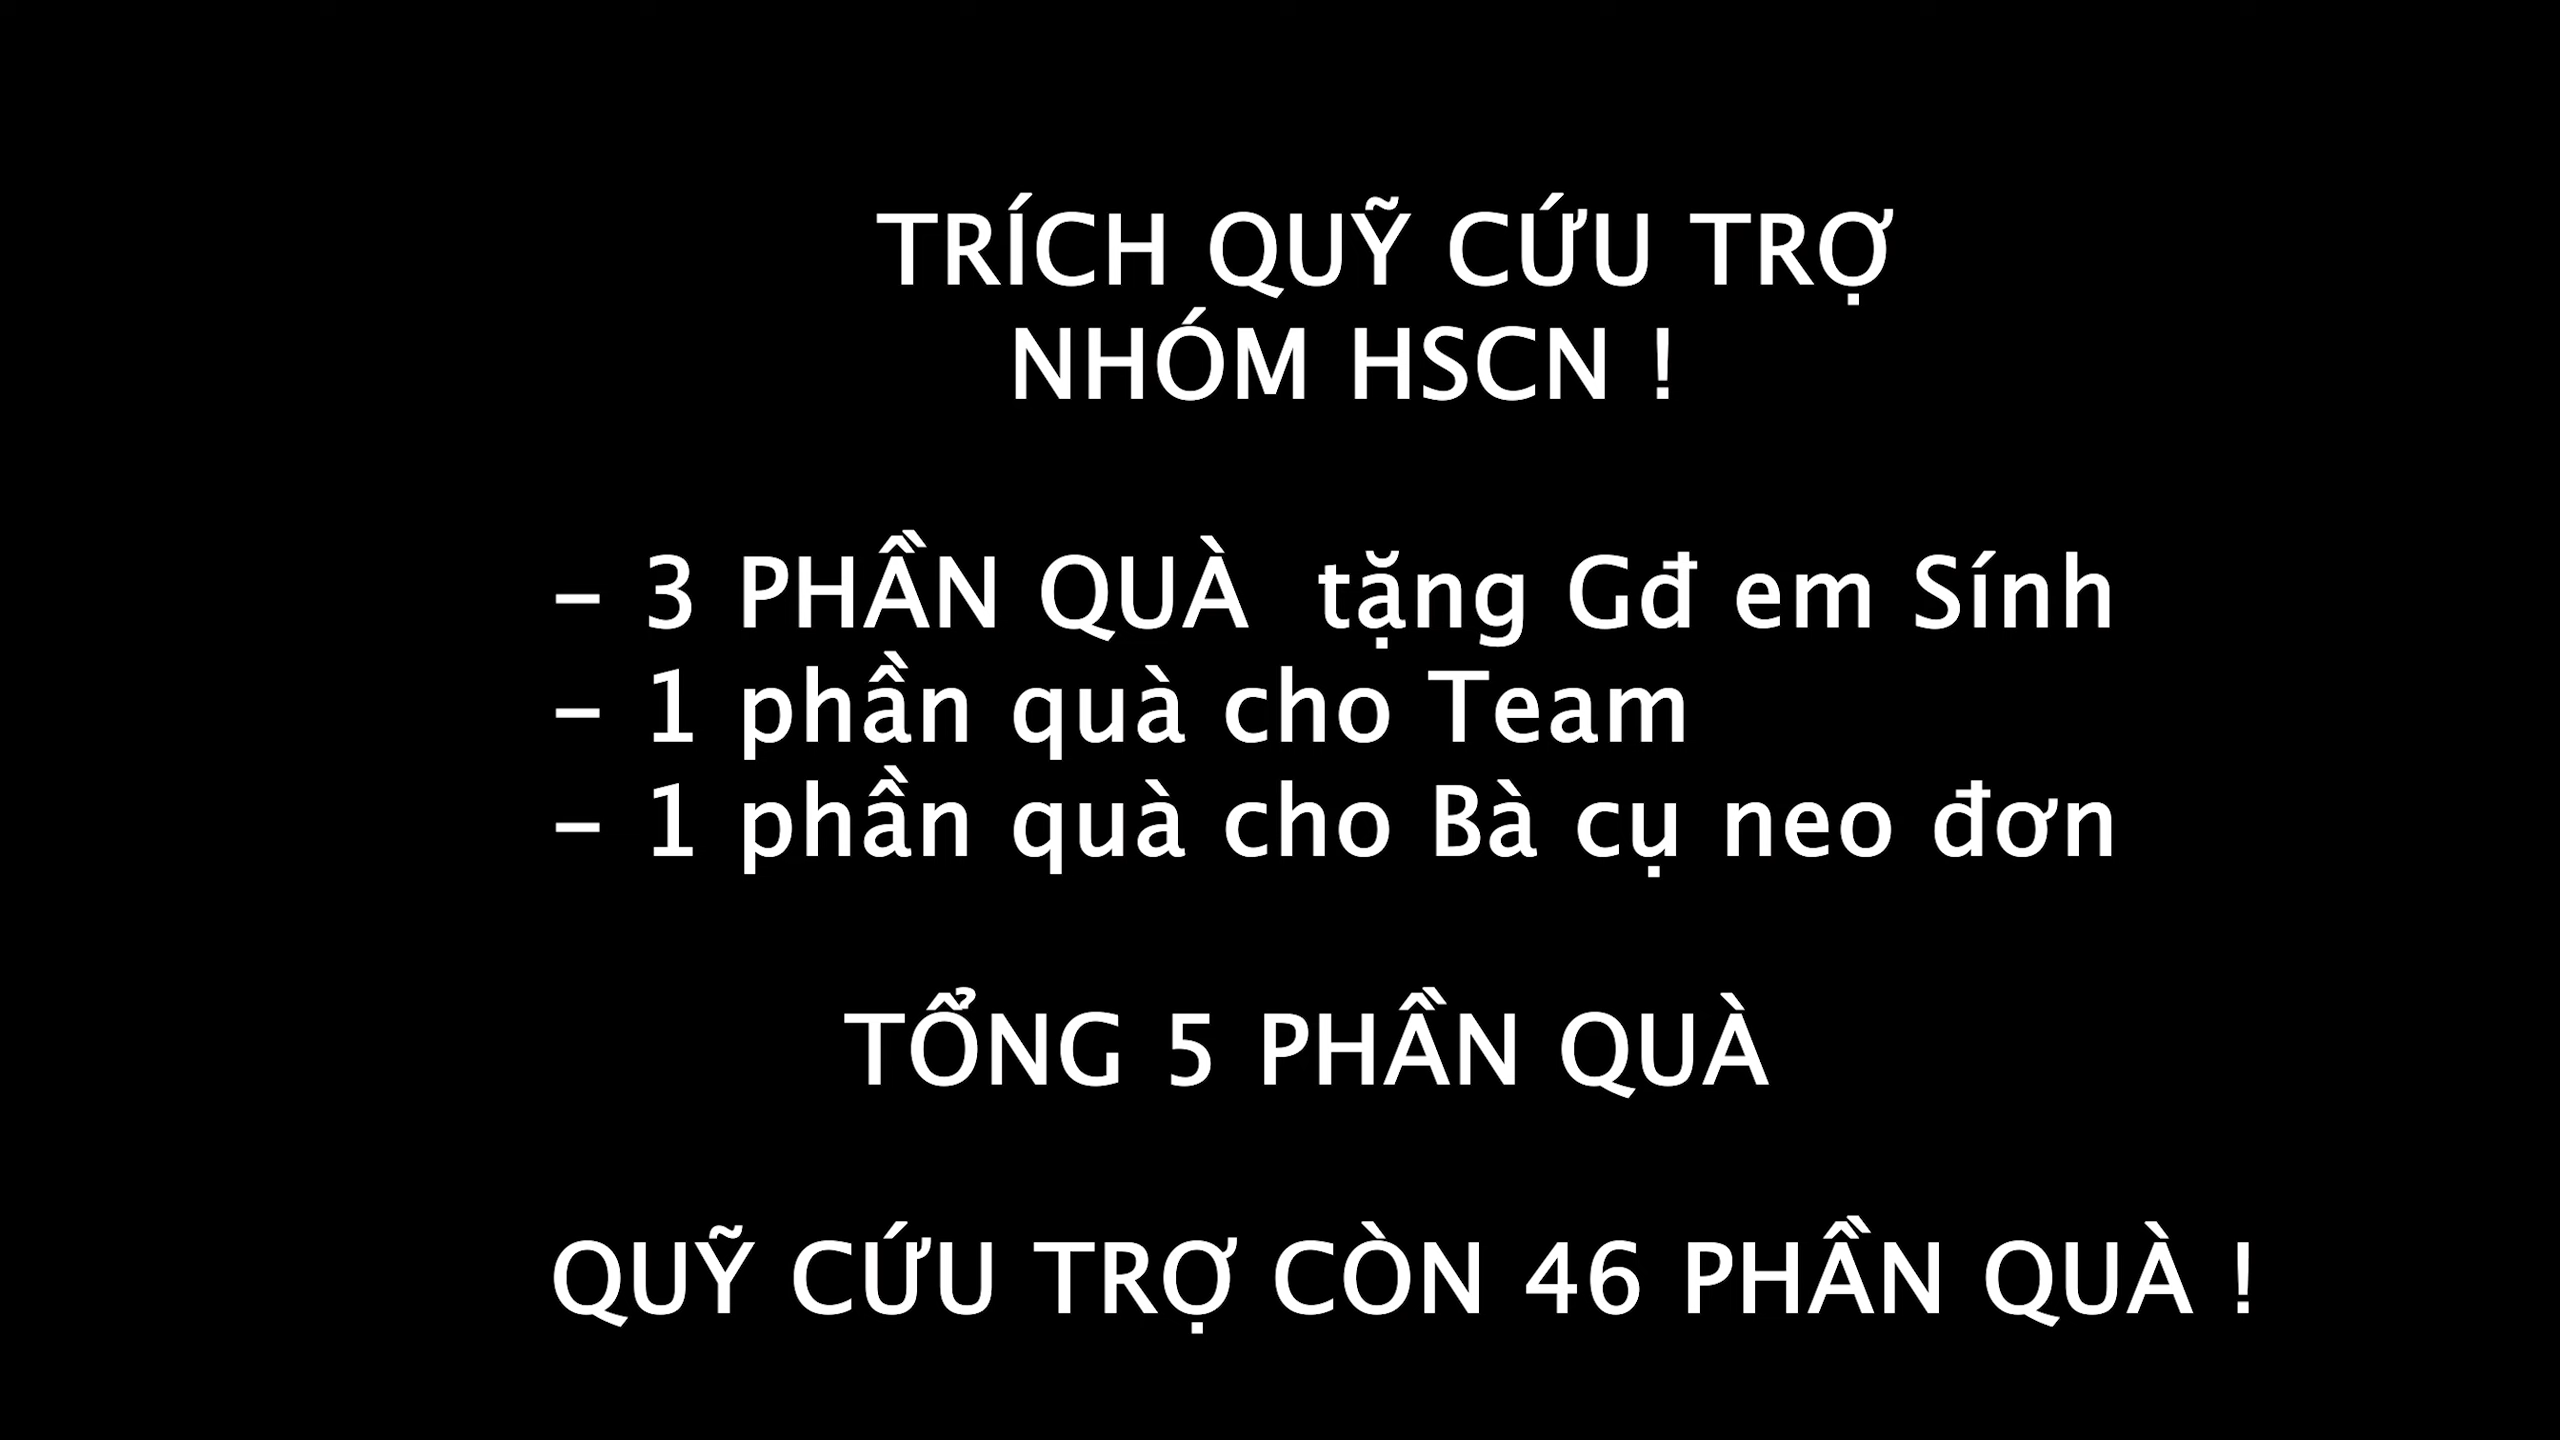 TRÍCH QUỸ CỨU TRỢ
NHÓM HSCN !
- 3 PHẦN QUÀ tặng Gđ em Sính
- 1 phần quà cho Team
- 1 phần quà cho Bà cụ neo đơn
TỔNG 5 PHẦN QUÀ
QUỸ CỨU TRỢ CÒN 46 PHẦN QUÀ !